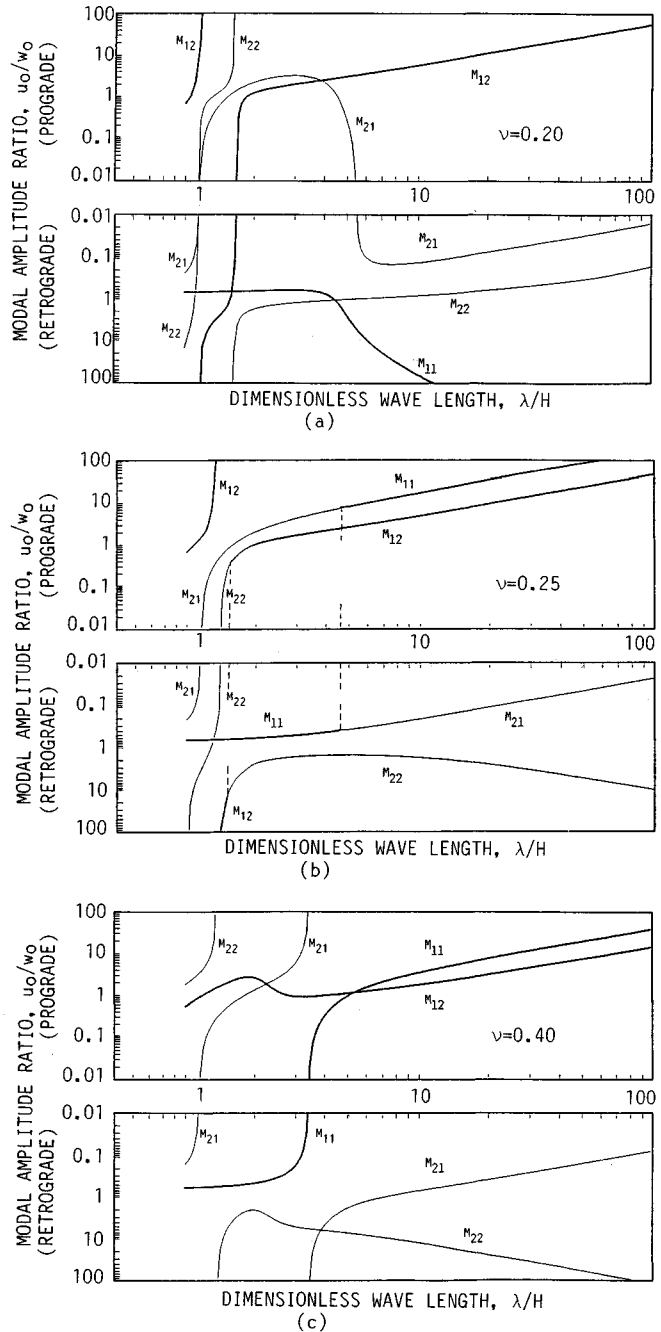 MODAL AMPLITUDE RATIO, u₀/w₀
(RETROGRADE) (PROGRADE)
100
10
1
0.1
0.01
M₁₂
M₂₂
M₁₂
M₂₁
ν=0.20
1
10
100
0.01
0.1
1
10
100
M₂₁
M₂₂
M₂₁
M₂₂
M₁₁
DIMENSIONLESS WAVE LENGTH, λ/H
(a)
MODAL AMPLITUDE RATIO, u₀/w₀
(RETROGRADE) (PROGRADE)
100
10
1
0.1
0.01
M₁₂
M₁₁
M₁₂
M₂₁
M₂₂
ν=0.25
1
10
100
0.01
0.1
1
10
100
M₂₁
M₂₂
M₁₁
M₂₁
M₂₂
M₁₂
DIMENSIONLESS WAVE LENGTH, λ/H
(b)
MODAL AMPLITUDE RATIO, u₀/w₀
(RETROGRADE) (PROGRADE)
100
10
1
0.1
0.01
M₂₂
M₂₁
M₁₁
M₁₂
ν=0.40
1
10
100
0.01
0.1
1
10
100
M₂₁
M₁₁
M₂₁
M₂₂
DIMENSIONLESS WAVE LENGTH, λ/H
(c)